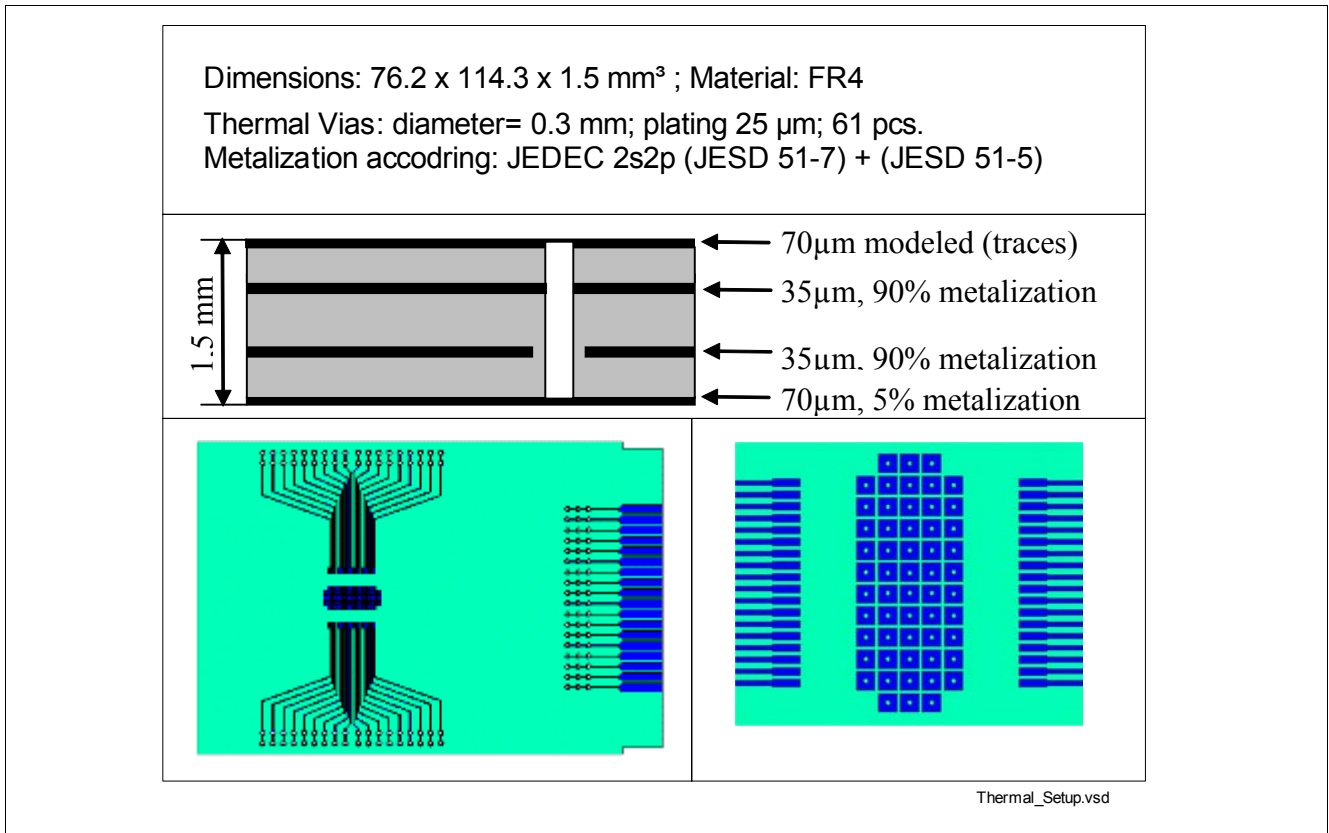 Dimensions: 76.2 x 114.3 x 1.5 mm³ ; Material: FR4
Thermal Vias: diameter= 0.3 mm; plating 25 µm; 61 pcs.
Metalization accodring: JEDEC 2s2p (JESD 51-7) + (JESD 51-5)
1.5 mm
70µm modeled (traces)
35µm, 90% metalization
35µm, 90% metalization
70µm, 5% metalization
Thermal_Setup.vsd